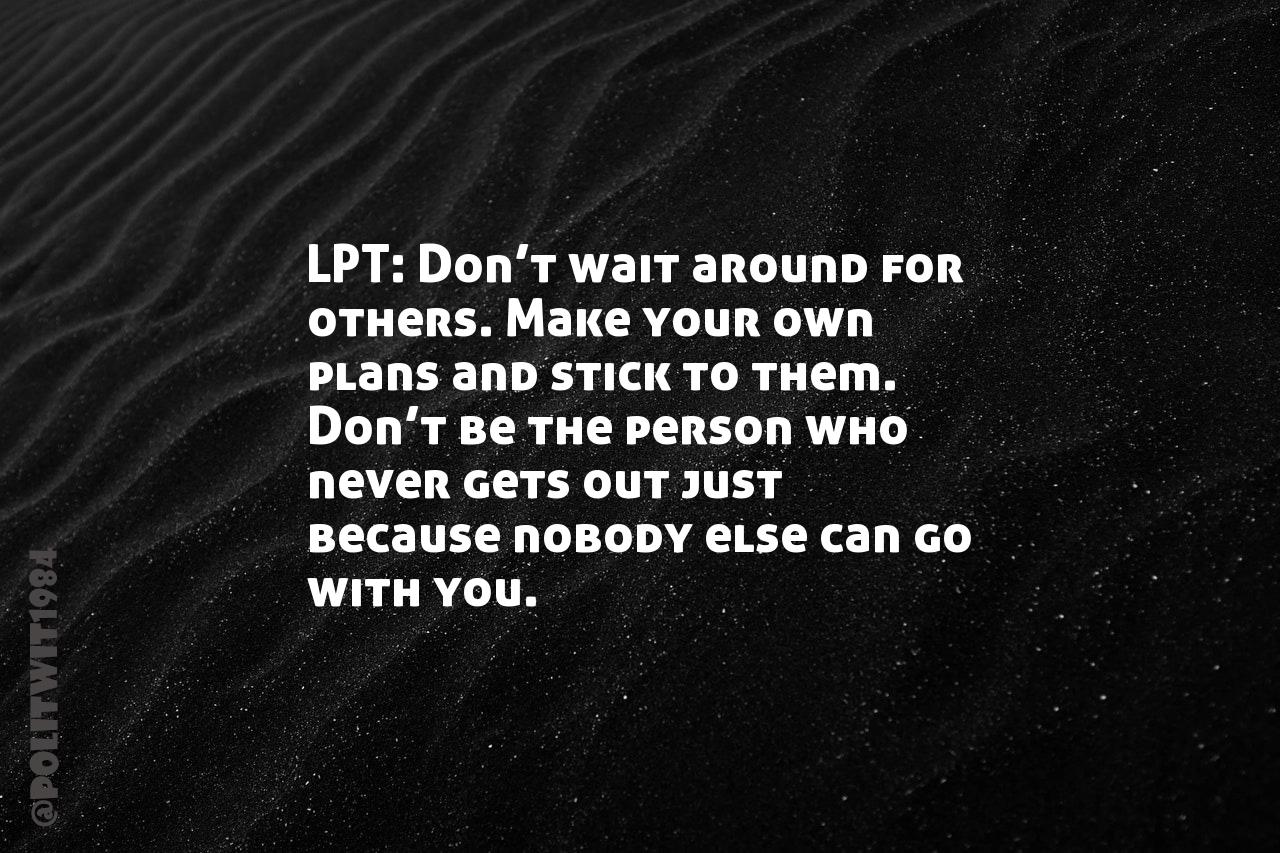 LPT: Don't wait around for
others. Make your own
plans and stick to them.
Don't be the person who
never gets out just
because nobody else can go
with you.
@POLITWIT1984